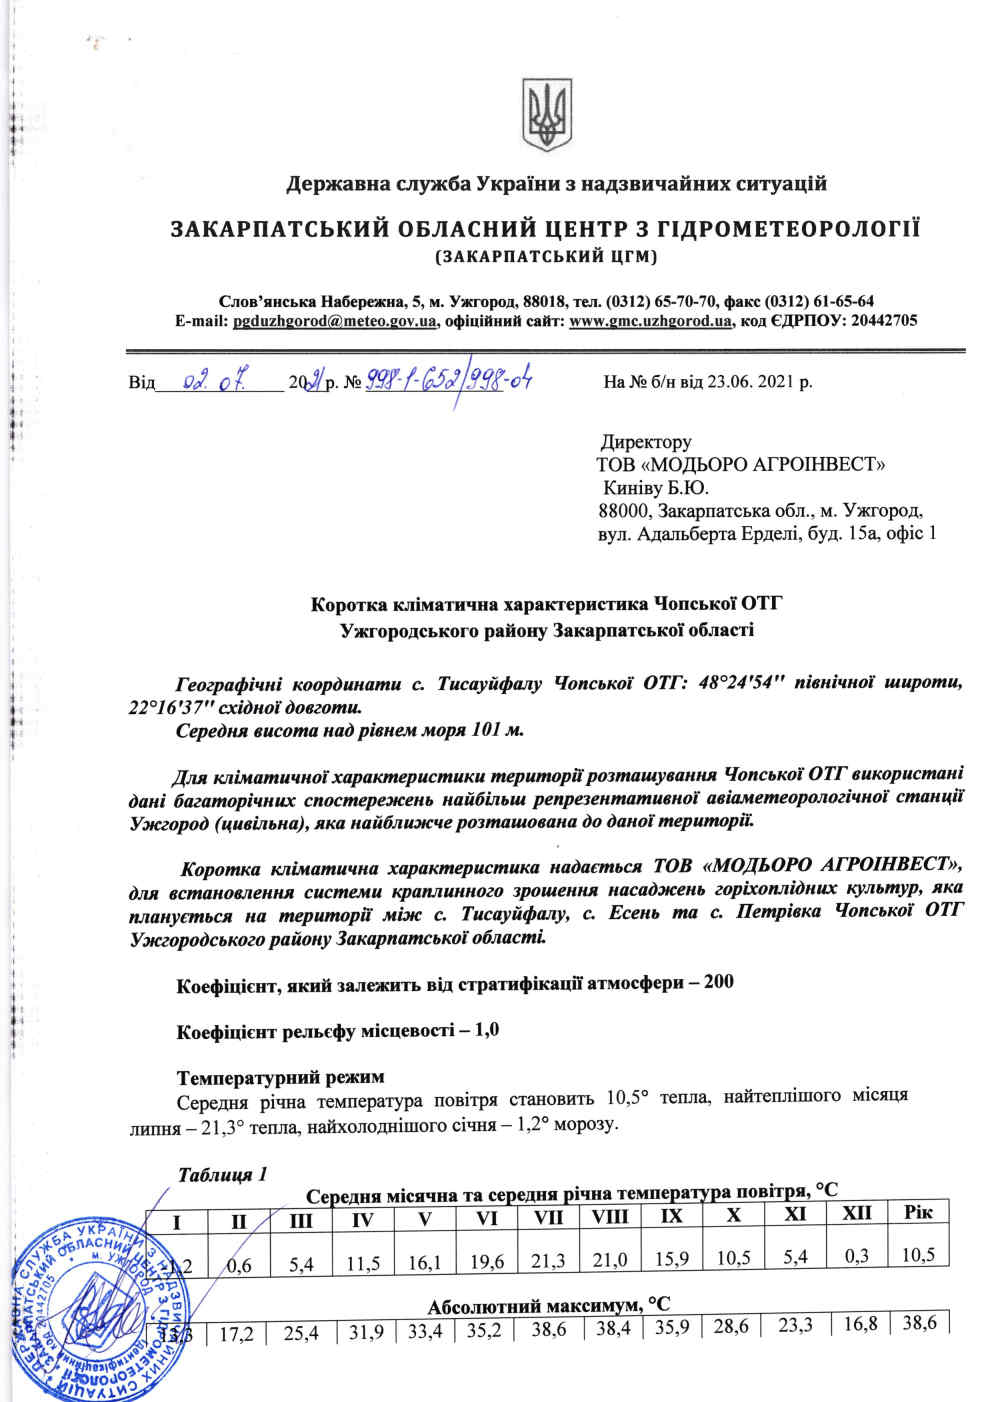 Державна служба України з надзвичайних ситуацій
ЗАКАРПАТСЬКИЙ ОБЛАСНИЙ ЦЕНТР З ГІДРОМЕТЕОРОЛОГІЇ
(ЗАКАРПАТСЬКИЙ ЦГМ)
Слов’янська Набережна, 5, м. Ужгород, 88018, тел. (0312) 65-70-70, факс (0312) 61-65-64
E-mail: pgduzhgorod@meteo.gov.ua, офіційний сайт: www.gmc.uzhgorod.ua, код ЄДРПОУ: 20442705
Від 02.07. 2021 р. № 998-1-652/998-04 На № б/н від 23.06. 2021 р.
Директору
ТОВ «МОДЬОРО АГРОІНВЕСТ»
Киніву Б.Ю.
88000, Закарпатська обл., м. Ужгород,
вул. Адальберта Ерделі, буд. 15а, офіс 1
Коротка кліматична характеристика Чопської ОТГ
Ужгородського району Закарпатської області
Географічні координати с. Тисауйфалу Чопської ОТГ: 48°24'54" північної широти,
22°16'37" східної довготи.
Середня висота над рівнем моря 101 м.
Для кліматичної характеристики території розташування Чопської ОТГ використані
дані багаторічних спостережень найбільш репрезентативної авіаметеорологічної станції
Ужгород (цивільна), яка найближче розташована до даної території.
Коротка кліматична характеристика надається ТОВ «МОДЬОРО АГРОІНВЕСТ»,
для встановлення системи краплинного зрошення насаджень горіхоплідних культур, яка
планується на території між с. Тисауйфалу, с. Есень та с. Петрівка Чопської ОТГ
Ужгородського району Закарпатської області.
Коефіцієнт, який залежить від стратифікації атмосфери – 200
Коефіцієнт рельєфу місцевості – 1,0
Температурний режим
Середня річна температура повітря становить 10,5° тепла, найтеплішого місяця
липня – 21,3° тепла, найхолоднішого січня – 1,2° морозу.
Таблиця 1
Середня місячна та середня річна температура повітря, °С
I II III IV V VI VII VIII IX X XI XII Рік
-1,2 0,6 5,4 11,5 16,1 19,6 21,3 21,0 15,9 10,5 5,4 0,3 10,5
Абсолютний максимум, °С
13,3 17,2 25,4 31,9 33,4 35,2 38,6 38,4 35,9 28,6 23,3 16,8 38,6